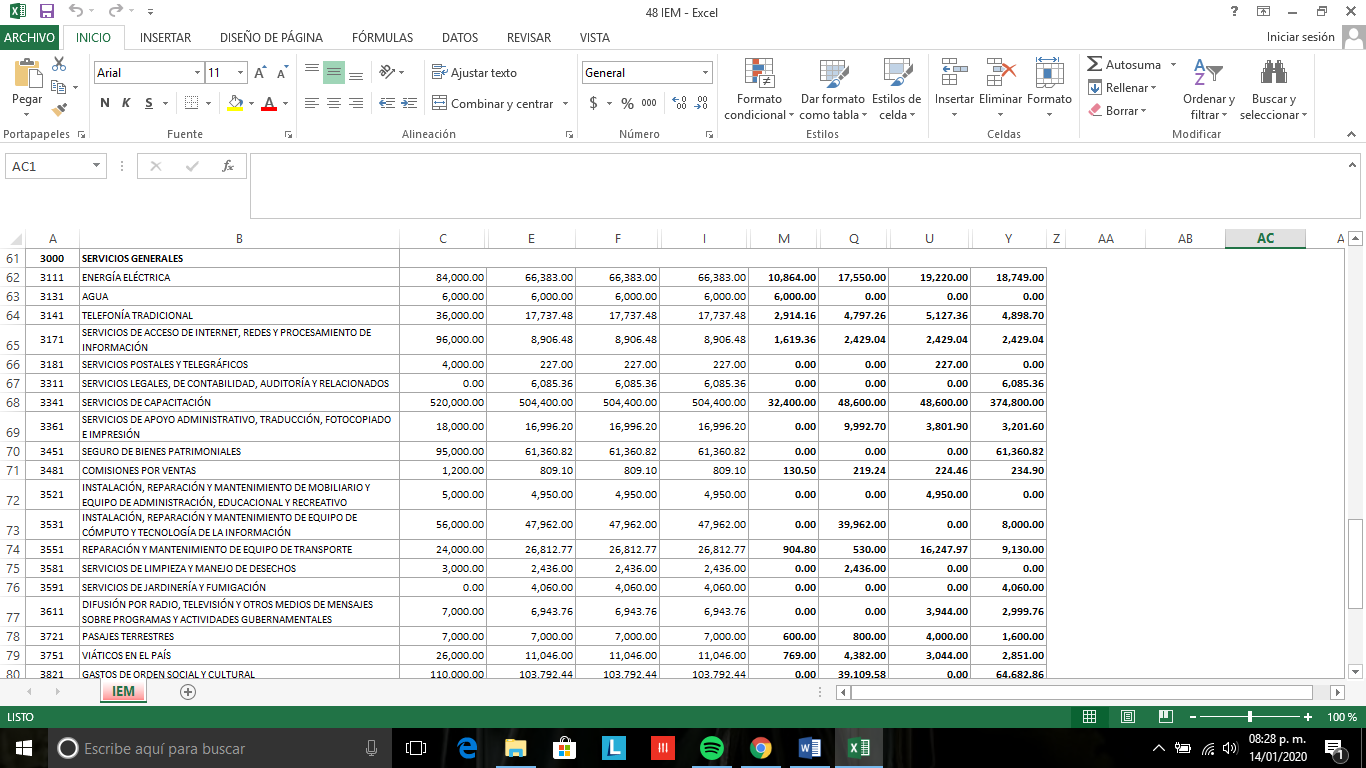 48 IEM - Excel
ARCHIVO INICIO INSERTAR DISEÑO DE PÁGINA FÓRMULAS DATOS REVISAR VISTA Iniciar sesión
Pegar
Arial 11
N K S
Ajustar texto
Combinar y centrar
General
$ % 000
Formato condicional
Dar formato como tabla
Estilos de celda
Insertar Eliminar Formato
Autosuma
Rellenar
Borrar
Ordenar y filtrar
Buscar y seleccionar
Portapapeles Fuente Alineación Número Estilos Celdas Modificar
AC1 fx
A B C E F I M Q U Y Z AA AB AC
61 3000 SERVICIOS GENERALES
62 3111 ENERGÍA ELÉCTRICA 84,000.00 66,383.00 66,383.00 66,383.00 10,864.00 17,550.00 19,220.00 18,749.00
63 3131 AGUA 6,000.00 6,000.00 6,000.00 6,000.00 6,000.00 0.00 0.00 0.00
64 3141 TELEFONÍA TRADICIONAL 36,000.00 17,737.48 17,737.48 17,737.48 2,914.16 4,797.26 5,127.36 4,898.70
SERVICIOS DE ACCESO DE INTERNET, REDES Y PROCESAMIENTO DE
65 3171 INFORMACIÓN 96,000.00 8,906.48 8,906.48 8,906.48 1,619.36 2,429.04 2,429.04 2,429.04
66 3181 SERVICIOS POSTALES Y TELEGRÁFICOS 4,000.00 227.00 227.00 227.00 0.00 0.00 227.00 0.00
67 3311 SERVICIOS LEGALES, DE CONTABILIDAD, AUDITORÍA Y RELACIONADOS 0.00 6,085.36 6,085.36 6,085.36 0.00 0.00 0.00 6,085.36
68 3341 SERVICIOS DE CAPACITACIÓN 520,000.00 504,400.00 504,400.00 504,400.00 32,400.00 48,600.00 48,600.00 374,800.00
SERVICIOS DE APOYO ADMINISTRATIVO, TRADUCCIÓN, FOTOCOPIADO
69 3361 E IMPRESIÓN 18,000.00 16,996.20 16,996.20 16,996.20 0.00 9,992.70 3,801.90 3,201.60
70 3451 SEGURO DE BIENES PATRIMONIALES 95,000.00 61,360.82 61,360.82 61,360.82 0.00 0.00 0.00 61,360.82
71 3481 COMISIONES POR VENTAS 1,200.00 809.10 809.10 809.10 130.50 219.24 224.46 234.90
INSTALACIÓN, REPARACIÓN Y MANTENIMIENTO DE MOBILIARIO Y
72 3521 EQUIPO DE ADMINISTRACIÓN, EDUCACIONAL Y RECREATIVO 5,000.00 4,950.00 4,950.00 4,950.00 0.00 0.00 4,950.00 0.00
INSTALACIÓN, REPARACIÓN Y MANTENIMIENTO DE EQUIPO DE
73 3531 CÓMPUTO Y TECNOLOGÍA DE LA INFORMACIÓN 56,000.00 47,962.00 47,962.00 47,962.00 0.00 39,962.00 0.00 8,000.00
74 3551 REPARACIÓN Y MANTENIMIENTO DE EQUIPO DE TRANSPORTE 24,000.00 26,812.77 26,812.77 26,812.77 904.80 530.00 16,247.97 9,130.00
75 3581 SERVICIOS DE LIMPIEZA Y MANEJO DE DESECHOS 3,000.00 2,436.00 2,436.00 2,436.00 0.00 2,436.00 0.00 0.00
76 3591 SERVICIOS DE JARDINERÍA Y FUMIGACIÓN 0.00 4,060.00 4,060.00 4,060.00 0.00 0.00 0.00 4,060.00
DIFUSIÓN POR RADIO, TELEVISIÓN Y OTROS MEDIOS DE MENSAJES
77 3611 SOBRE PROGRAMAS Y ACTIVIDADES GUBERNAMENTALES 7,000.00 6,943.76 6,943.76 6,943.76 0.00 0.00 3,944.00 2,999.76
78 3721 PASAJES TERRESTRES 7,000.00 7,000.00 7,000.00 7,000.00 600.00 800.00 4,000.00 1,600.00
79 3751 VIÁTICOS EN EL PAÍS 26,000.00 11,046.00 11,046.00 11,046.00 769.00 4,382.00 3,044.00 2,851.00
80 3821 GASTOS DE ORDEN SOCIAL Y CULTURAL 110,000.00 103,792.44 103,792.44 103,792.44 0.00 39,109.58 0.00 64,682.86
IEM
LISTO 100 %
Escribe aquí para buscar
08:28 p. m.
14/01/2020
1